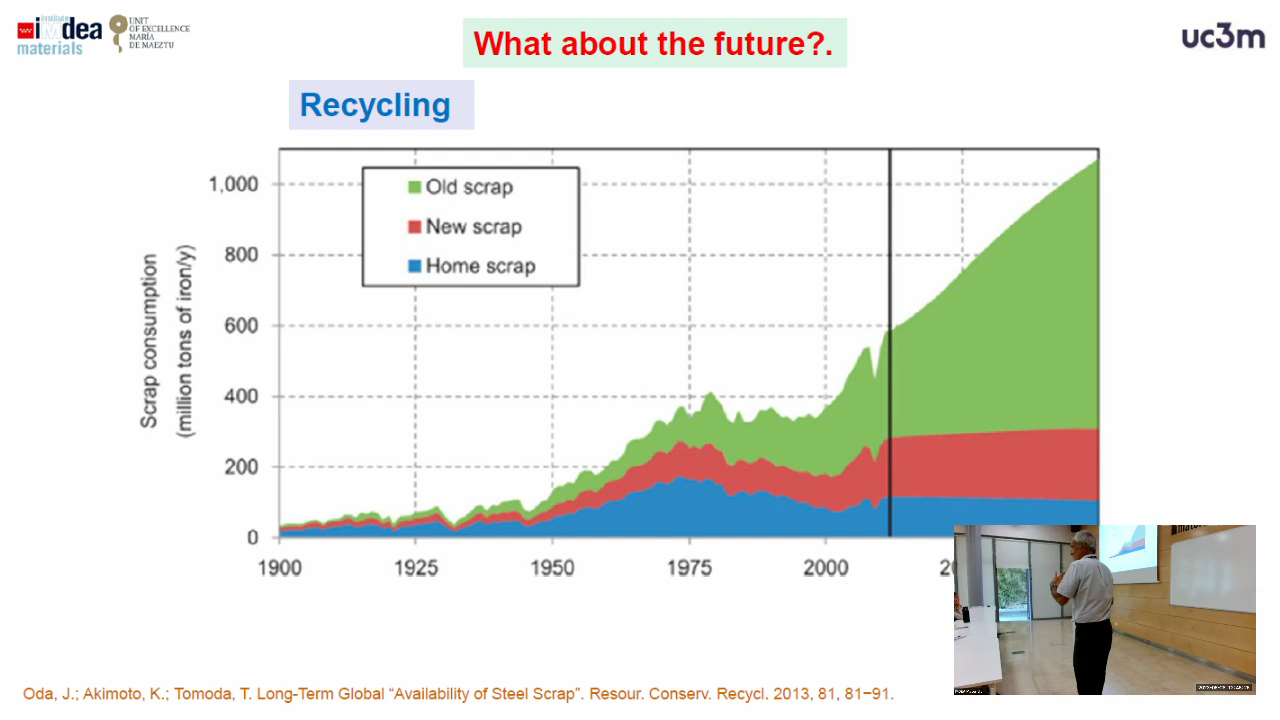 institute
iMdea
materials
UNIT
OF EXCELLENCE
MARÍA
DE MAEZTU
What about the future?.
uc3m
Recycling
Old scrap
New scrap
Home scrap
Scrap consumption
(million tons of iron/y)
1,000
800
600
400
200
0
1900
1925
1950
1975
2000
Oda, J.; Akimoto, K.; Tomoda, T. Long-Term Global “Availability of Steel Scrap”. Resour. Conserv. Recycl. 2013, 81, 81−91.